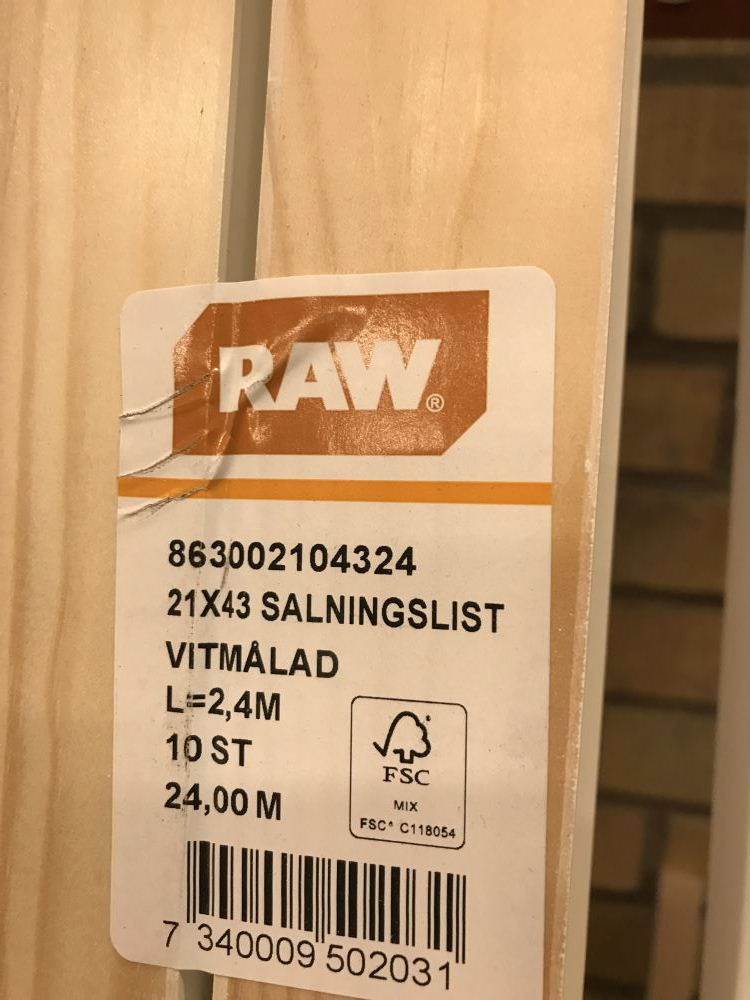 RAW®
863002104324
21X43 SALNINGSLIST
VITMÅLAD
L=2,4M
10 ST
24,00 M
FSC
MIX
FSC® C118054
7 340009 502031